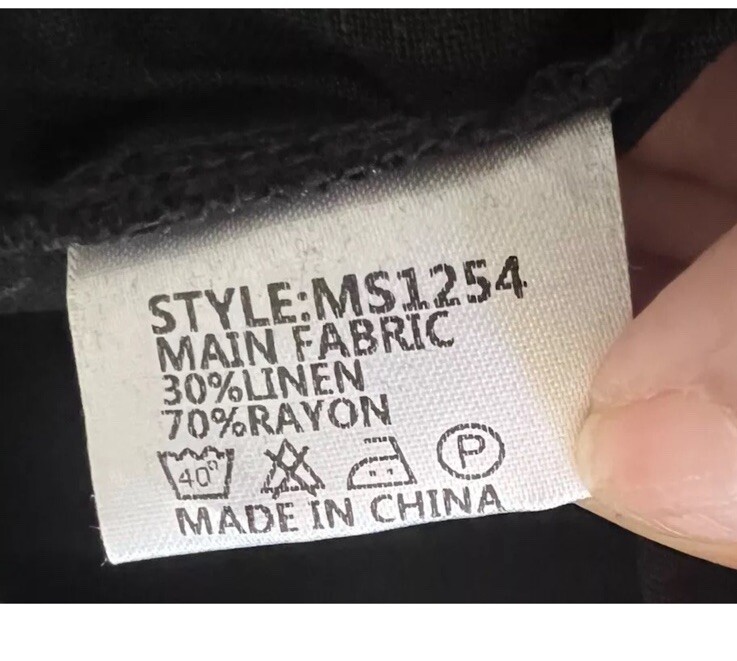 STYLE:MS1254
MAIN FABRIC
30%LINEN
70%RAYON
40° P
MADE IN CHINA